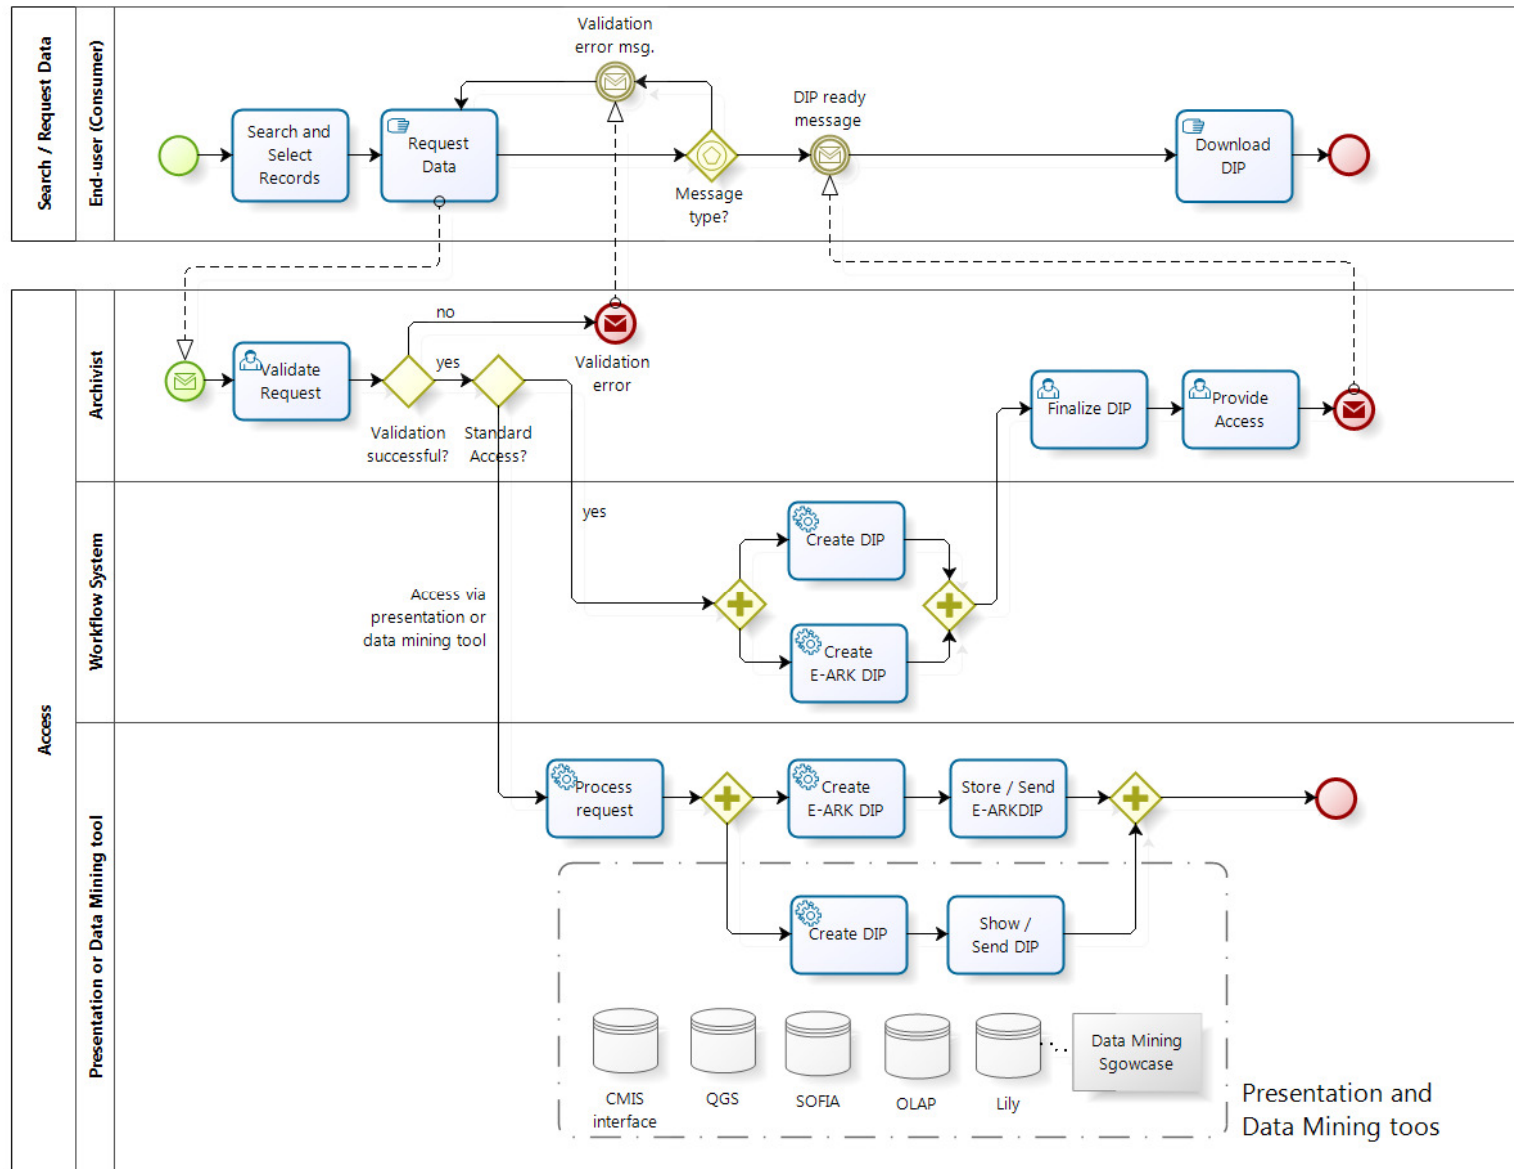 Search / Request Data
End-user (Consumer)
Validation
error msg.
Search and
Select
Records
Request
Data
Message
type?
DIP ready
message
Download
DIP
Access
Archivist
Validate
Request
no
yes
Validation
successful?
Standard
Access?
Validation
error
Finalize DIP
Provide
Access
Workflow System
yes
Access via
presentation or
data mining tool
Create DIP
Create
E-ARK DIP
Presentation or Data Mining tool
Process
request
Create
E-ARK DIP
Store / Send
E-ARKDIP
Create DIP
Show /
Send DIP
CMIS
interface
QGS
SOFIA
OLAP
Lily
Data Mining
Sgowcase
Presentation and
Data Mining toos